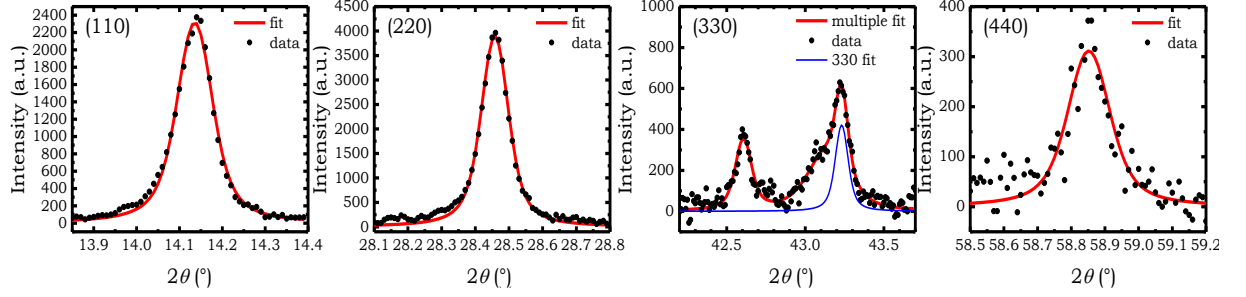 (110)
fit
data
Intensity (a.u.)
2400
2200
2000
1800
1600
1400
1200
1000
800
600
400
200
0
13.9 14.0 14.1 14.2 14.3 14.4
2θ (°)
(220)
fit
data
Intensity (a.u.)
4500
4000
3500
3000
2500
2000
1500
1000
500
0
28.1 28.2 28.3 28.4 28.5 28.6 28.7 28.8
2θ (°)
(330)
multiple fit
data
330 fit
Intensity (a.u.)
1000
800
600
400
200
0
42.5 43.0 43.5
2θ (°)
(440)
fit
data
Intensity (a.u.)
400
300
200
100
0
58.5 58.6 58.7 58.8 58.9 59.0 59.1 59.2
2θ (°)